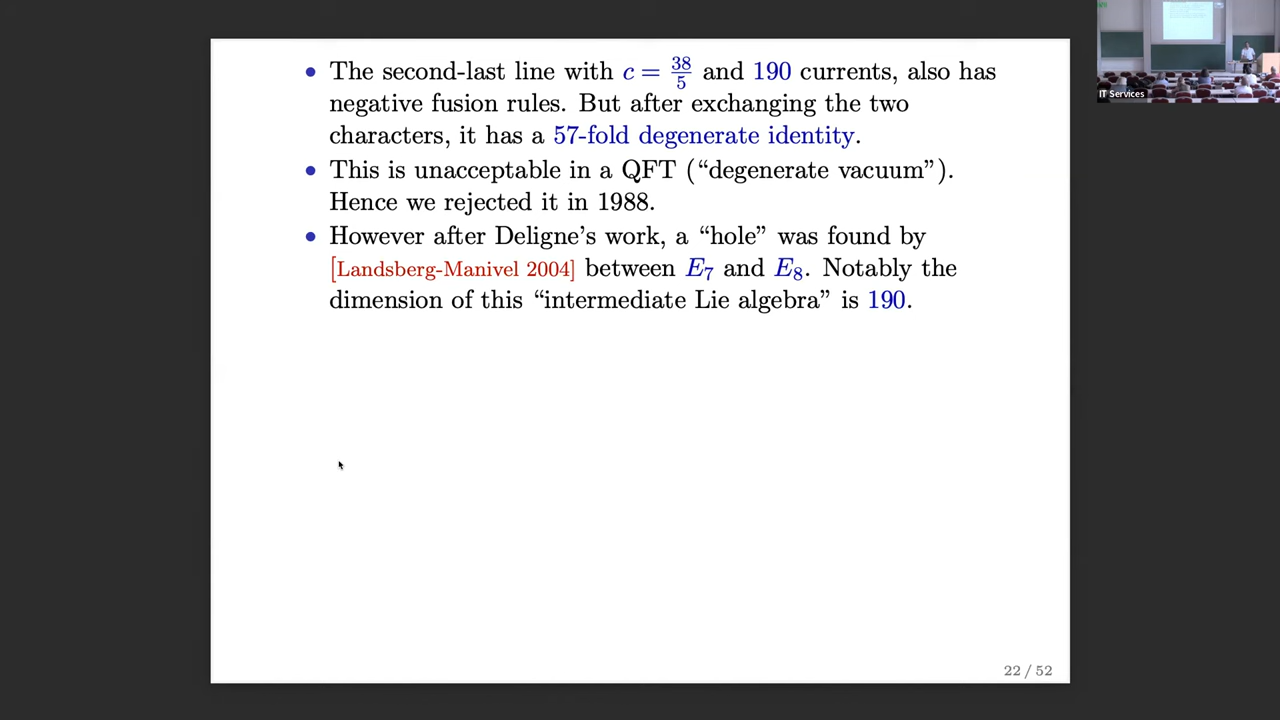 • The second-last line with c = 38/5 and 190 currents, also has
negative fusion rules. But after exchanging the two
characters, it has a 57-fold degenerate identity.
• This is unacceptable in a QFT (“degenerate vacuum”).
Hence we rejected it in 1988.
• However after Deligne’s work, a “hole” was found by
[Landsberg-Manivel 2004] between E₇ and E₈. Notably the
dimension of this “intermediate Lie algebra” is 190.
22 / 52
IT Services